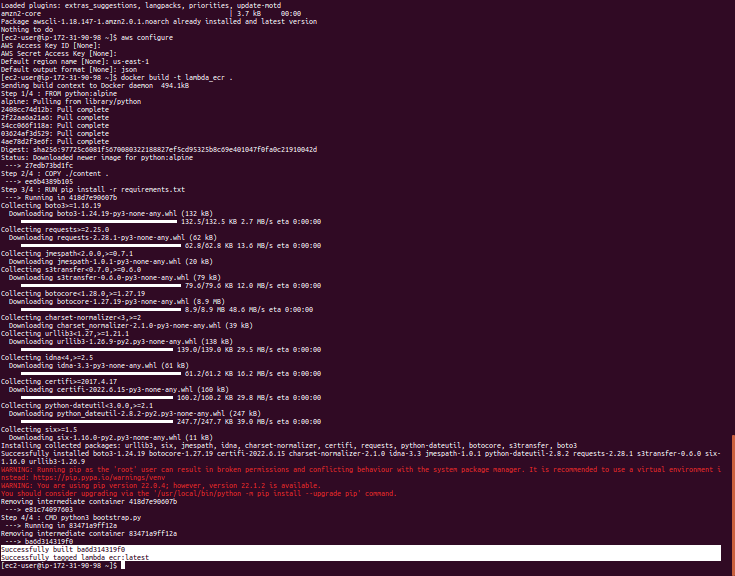 Loaded plugins: extras_suggestions, langpacks, priorities, update-motd
amzn2-core | 3.7 kB 00:00
Package awscli-1.18.147-1.amzn2.0.1.noarch already installed and latest version
Nothing to do
[ec2-user@ip-172-31-90-98 ~]$ aws configure
AWS Access Key ID [None]:
AWS Secret Access Key [None]:
Default region name [None]: us-east-1
Default output format [None]: json
[ec2-user@ip-172-31-90-98 ~]$ docker build -t lambda_ecr .
Sending build context to Docker daemon 494.1kB
Step 1/4 : FROM python:alpine
alpine: Pulling from library/python
2408cc74d12b: Pull complete
2f22aa6a21a6: Pull complete
54cc066f118a: Pull complete
03624af3d529: Pull complete
4ae78d2f3e6f: Pull complete
Digest: sha256:97725c6081f5670080322188827ef5cd95325b8c69e401047f0fa0c21910042d
Status: Downloaded newer image for python:alpine
---> 27edb73bd1fc
Step 2/4 : COPY ./content .
---> ee6b4389b105
Step 3/4 : RUN pip install -r requirements.txt
---> Running in 418d7e90607b
Collecting boto3>=1.16.19
Downloading boto3-1.24.19-py3-none-any.whl (132 kB)
132.5/132.5 KB 2.7 MB/s eta 0:00:00
Collecting requests>=2.25.0
Downloading requests-2.28.1-py3-none-any.whl (62 kB)
62.8/62.8 KB 13.6 MB/s eta 0:00:00
Collecting jmespath<2.0.0,>=0.7.1
Downloading jmespath-1.0.1-py3-none-any.whl (20 kB)
Collecting s3transfer<0.7.0,>=0.6.0
Downloading s3transfer-0.6.0-py3-none-any.whl (79 kB)
79.6/79.6 KB 12.0 MB/s eta 0:00:00
Collecting botocore<1.28.0,>=1.27.19
Downloading botocore-1.27.19-py3-none-any.whl (8.9 MB)
8.9/8.9 MB 48.6 MB/s eta 0:00:00
Collecting charset-normalizer<3,>=2
Downloading charset_normalizer-2.1.0-py3-none-any.whl (39 kB)
Collecting urllib3<1.27,>=1.21.1
Downloading urllib3-1.26.9-py2.py3-none-any.whl (138 kB)
139.0/139.0 KB 29.5 MB/s eta 0:00:00
Collecting idna<4,>=2.5
Downloading idna-3.3-py3-none-any.whl (61 kB)
61.2/61.2 KB 16.2 MB/s eta 0:00:00
Collecting certifi>=2017.4.17
Downloading certifi-2022.6.15-py3-none-any.whl (160 kB)
160.2/160.2 KB 29.8 MB/s eta 0:00:00
Collecting python-dateutil<3.0.0,>=2.1
Downloading python_dateutil-2.8.2-py2.py3-none-any.whl (247 kB)
247.7/247.7 KB 39.0 MB/s eta 0:00:00
Collecting six>=1.5
Downloading six-1.16.0-py2.py3-none-any.whl (11 kB)
Installing collected packages: urllib3, six, jmespath, idna, charset-normalizer, certifi, requests, python-dateutil, botocore, s3transfer, boto3
Successfully installed boto3-1.24.19 botocore-1.27.19 certifi-2022.6.15 charset-normalizer-2.1.0 idna-3.3 jmespath-1.0.1 python-dateutil-2.8.2 requests-2.28.1 s3transfer-0.6.0 six-
1.16.0 urllib3-1.26.9
WARNING: Running pip as the 'root' user can result in broken permissions and conflicting behaviour with the system package manager. It is recommended to use a virtual environment i
nstead: https://pip.pypa.io/warnings/venv
WARNING: You are using pip version 22.0.4; however, version 22.1.2 is available.
You should consider upgrading via the '/usr/local/bin/python -m pip install --upgrade pip' command.
Removing intermediate container 418d7e90607b
---> e81c74097603
Step 4/4 : CMD python3 bootstrap.py
---> Running in 83471a9ff12a
Removing intermediate container 83471a9ff12a
---> ba6d314319f0
Successfully built ba6d314319f0
Successfully tagged lambda_ecr:latest
[ec2-user@ip-172-31-90-98 ~]$